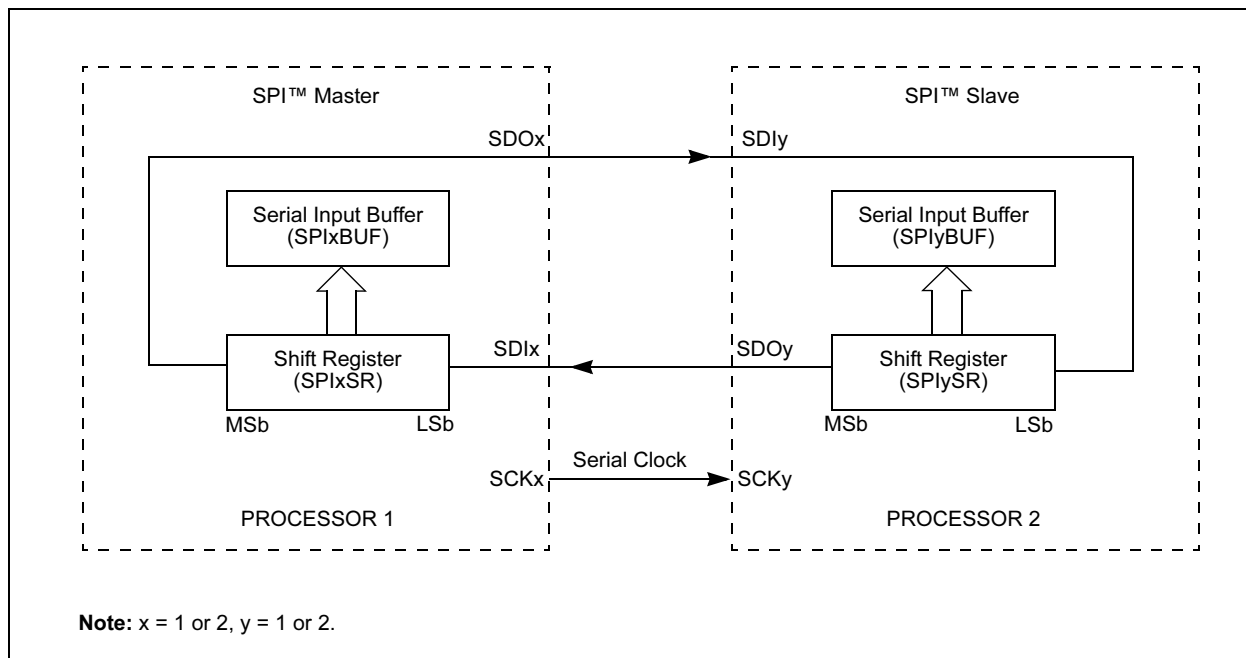 SPI™ Master
SPI™ Slave
SDOx
SDIy
Serial Input Buffer
(SPIxBUF)
Serial Input Buffer
(SPIyBUF)
Shift Register
(SPIxSR)
SDIx
SDOy
Shift Register
(SPIySR)
MSb
LSb
MSb
LSb
SCKx
Serial Clock
SCKy
PROCESSOR 1
PROCESSOR 2
Note: x = 1 or 2, y = 1 or 2.